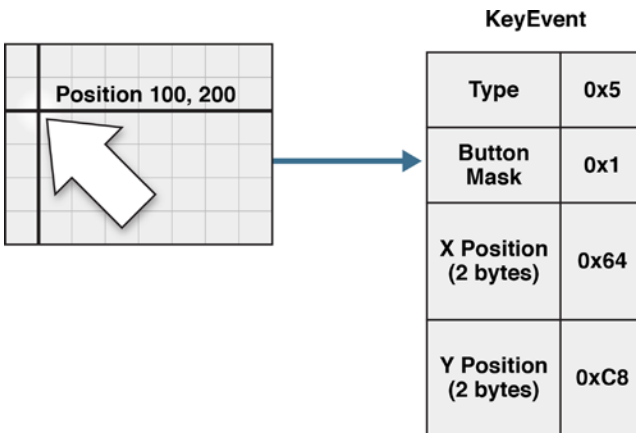 KeyEvent
Position 100, 200
Type 0x5
Button
Mask 0x1
X Position
(2 bytes) 0x64
Y Position
(2 bytes) 0xC8